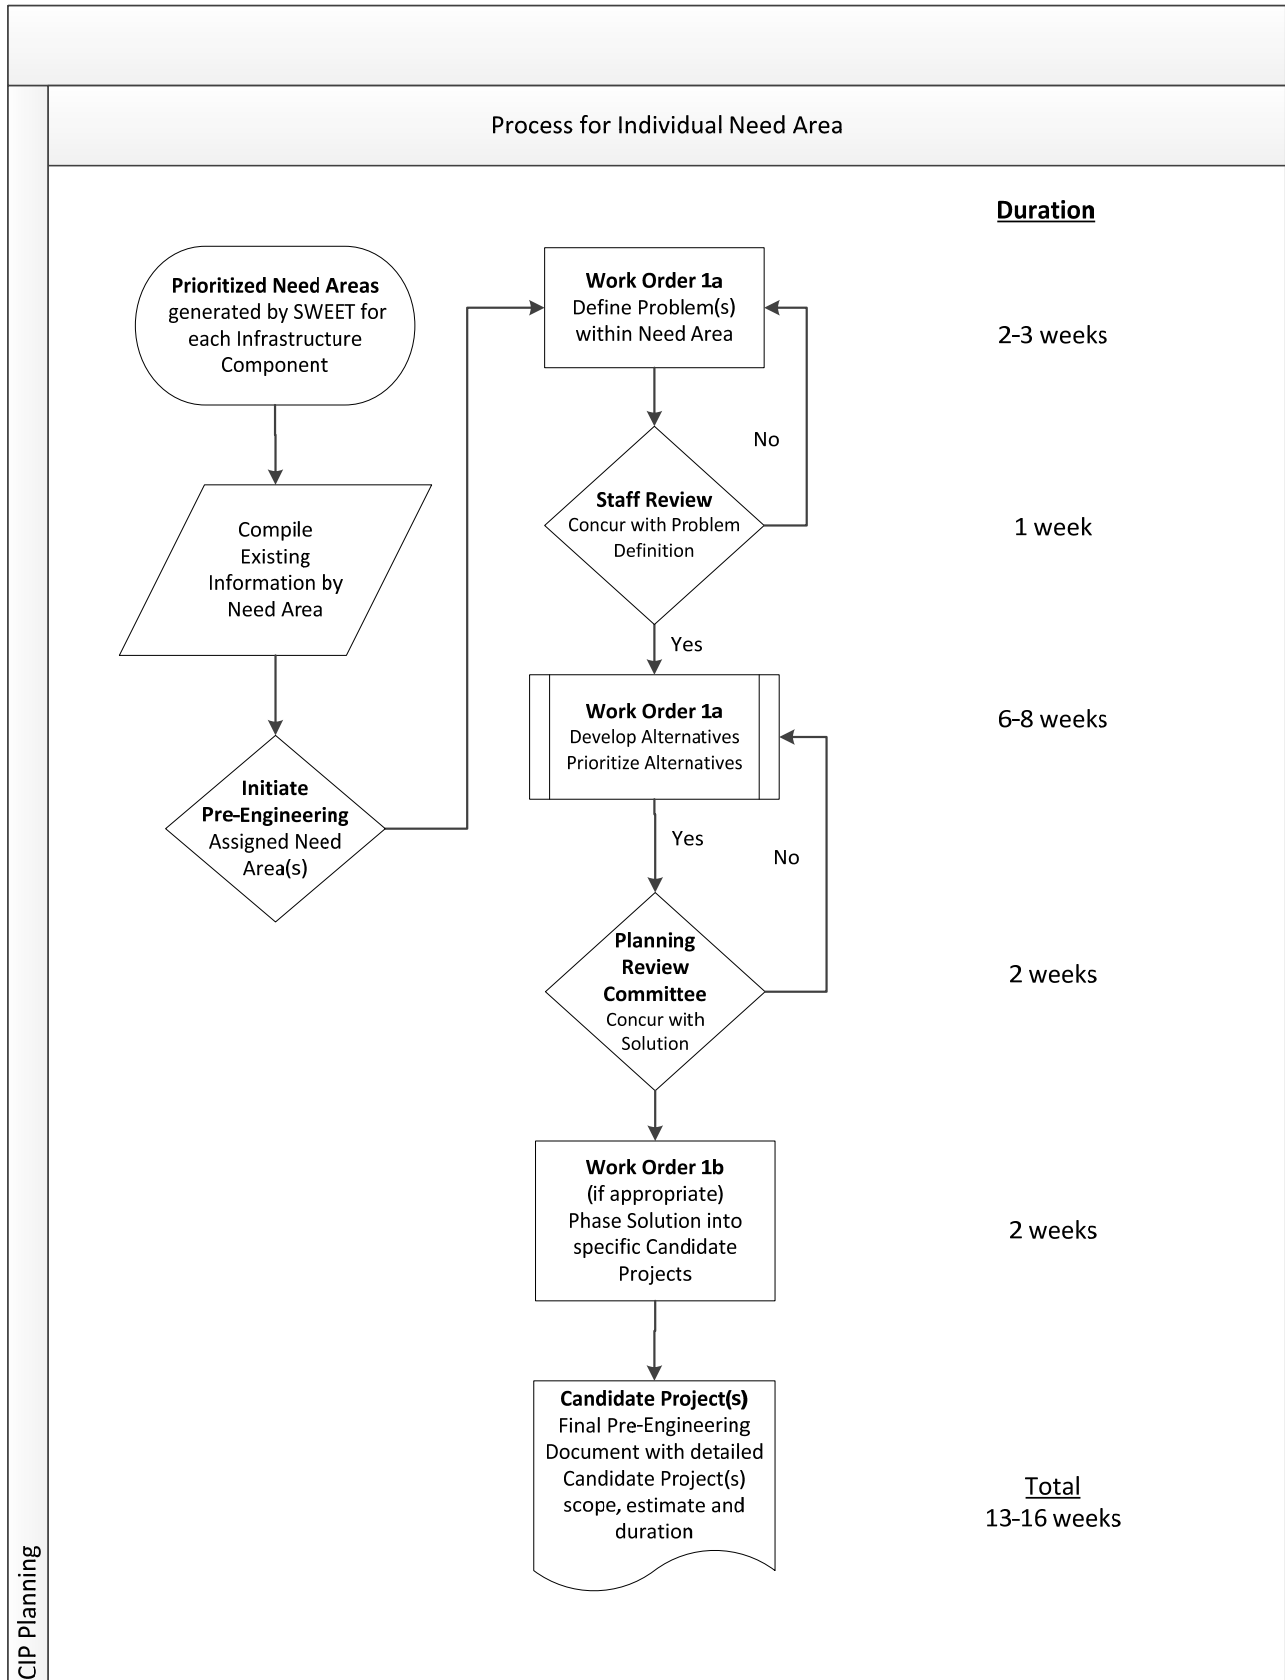 Process for Individual Need Area
Duration
Prioritized Need Areas
generated by SWEET for
each Infrastructure
Component
Compile
Existing
Information by
Need Area
Initiate
Pre-Engineering
Assigned Need
Area(s)
Work Order 1a
Define Problem(s)
within Need Area
2-3 weeks
No
Staff Review
Concur with Problem
Definition
1 week
Yes
Work Order 1a
Develop Alternatives
Prioritize Alternatives
6-8 weeks
Yes
No
Planning
Review
Committee
Concur with
Solution
2 weeks
Work Order 1b
(if appropriate)
Phase Solution into
specific Candidate
Projects
2 weeks
Candidate Project(s)
Final Pre-Engineering
Document with detailed
Candidate Project(s)
scope, estimate and
duration
Total
13-16 weeks
CIP Planning